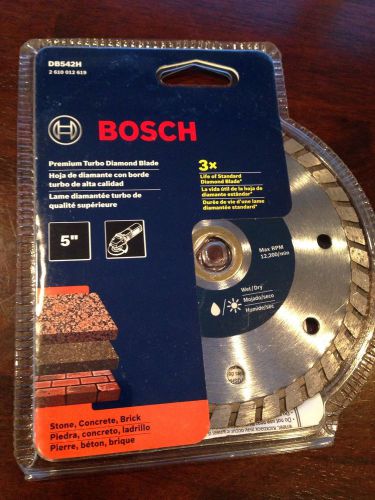 DB542H
2 610 012 619
BOSCH
Premium Turbo Diamond Blade
Hoja de diamante con borde
turbo de alta calidad
Lame diamantée turbo de
qualité supérieure
3×
Life of Standard
Diamond Blade*
La vida útil de la hoja de
diamante estándar*
Durée de vie d'une lame
diamantée standard*
5"
Max RPM
12,200/min
Wet/Dry
Mojado/seco
Humide/sec
Stone, Concrete, Brick
Piedra, concreto, ladrillo
Pierre, béton, brique